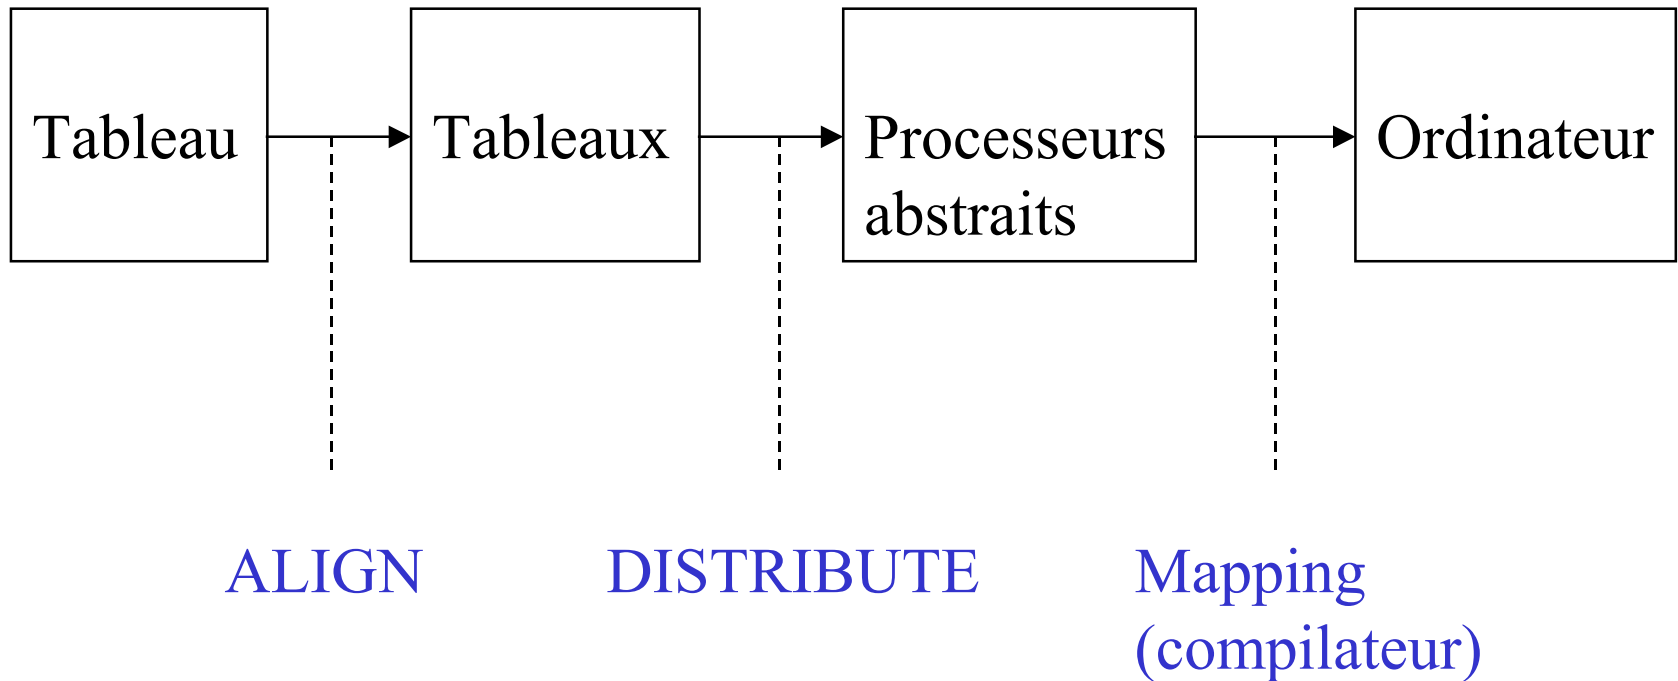 Tableau
Tableaux
Processeurs
abstraits
Ordinateur
ALIGN
DISTRIBUTE
Mapping
(compilateur)